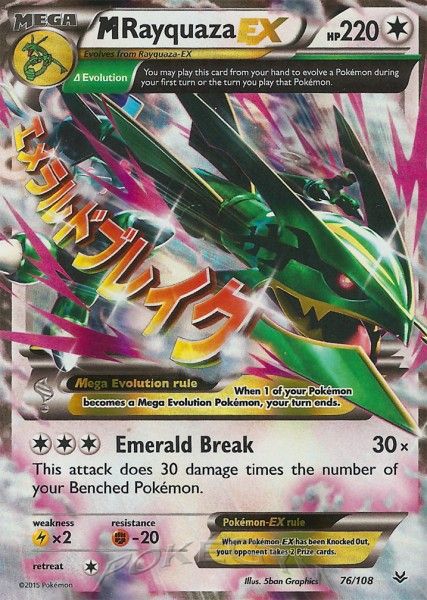 MEGA
MRayquaza EX HP220
Evolves from Rayquaza-EX
Δ Evolution
You may play this card from your hand to evolve a Pokémon during
your first turn or the turn you play that Pokémon.
エメラルドブレイク
Mega Evolution rule
When 1 of your Pokémon
becomes a Mega Evolution Pokémon, your turn ends.
Emerald Break 30×
This attack does 30 damage times the number of
your Benched Pokémon.
weakness resistance
×2 -20
retreat
Pokémon-EX rule
When a Pokémon-EX has been Knocked Out,
your opponent takes 2 Prize cards.
©2015 Pokémon Illus. 5ban Graphics 76/108